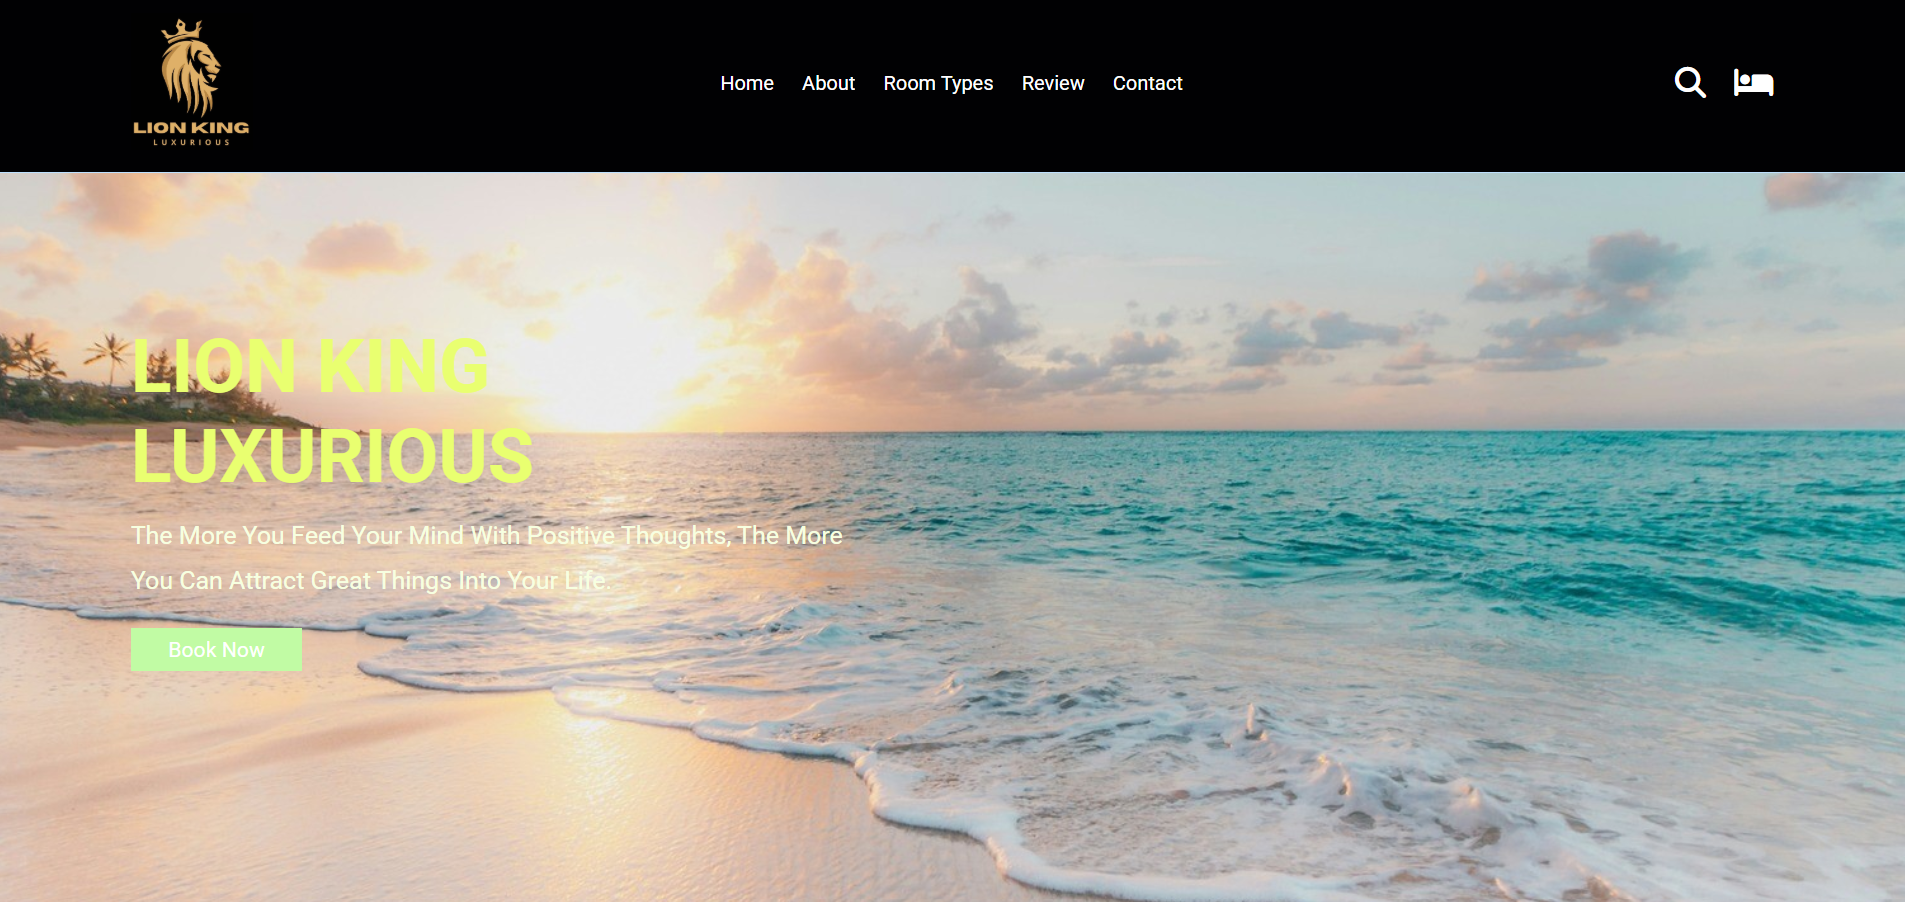 LION KING
LUXURIOUS
Home About Room Types Review Contact
LION KING
LUXURIOUS
The More You Feed Your Mind With Positive Thoughts, The More
You Can Attract Great Things Into Your Life.
Book Now